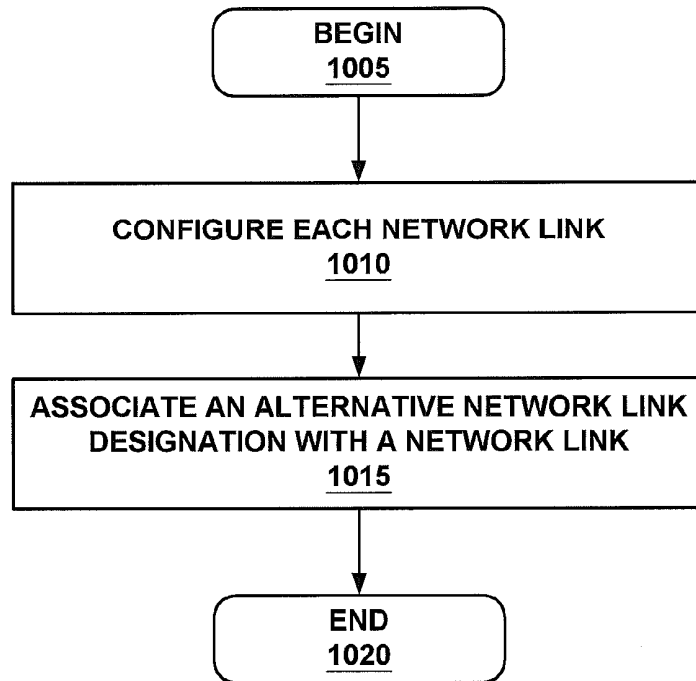 BEGIN
1005
CONFIGURE EACH NETWORK LINK
1010
ASSOCIATE AN ALTERNATIVE NETWORK LINK
DESIGNATION WITH A NETWORK LINK
1015
END
1020